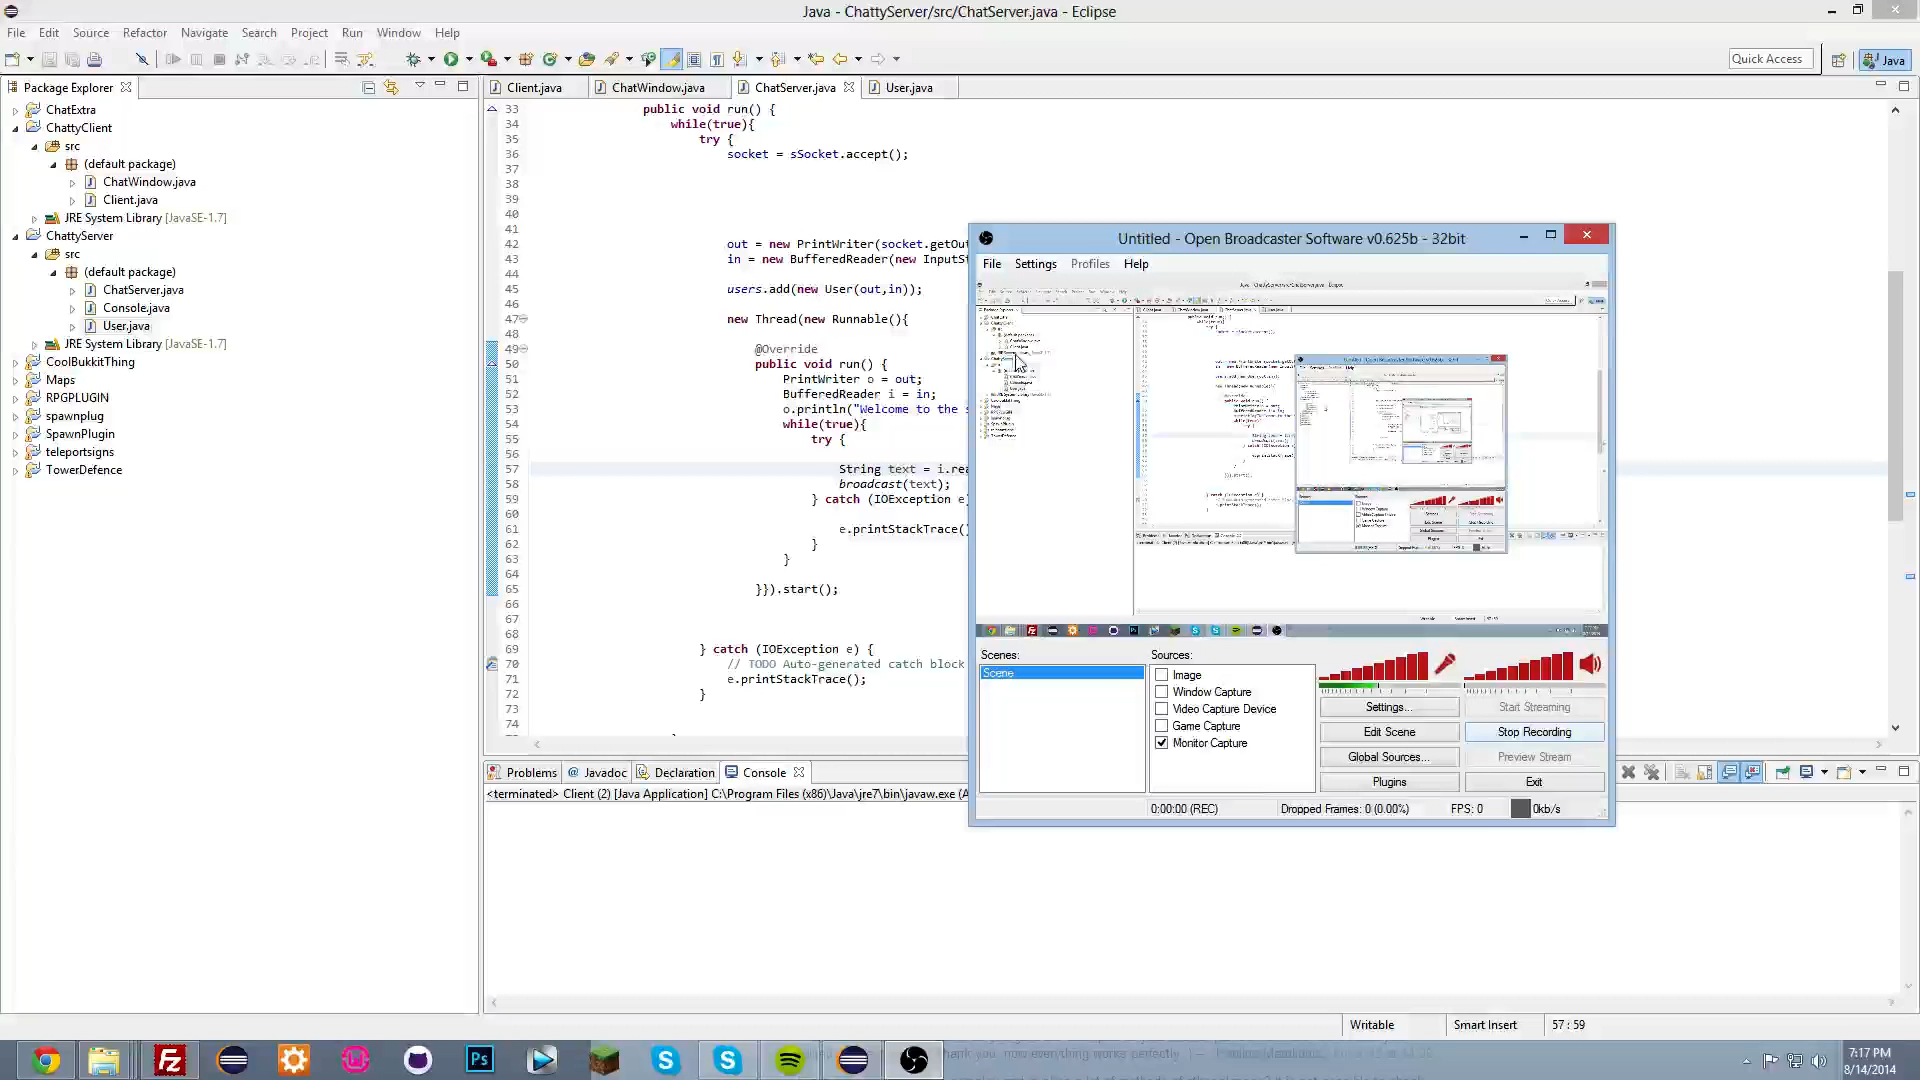 Java - ChattyServer/src/ChatServer.java - Eclipse
File Edit Source Refactor Navigate Search Project Run Window Help
Quick Access
Java
Package Explorer
Client.java
ChatWindow.java
ChatServer.java
User.java
ChatExtra
ChattyClient
src
(default package)
ChatWindow.java
Client.java
JRE System Library [JavaSE-1.7]
ChattyServer
src
(default package)
ChatServer.java
Console.java
User.java
JRE System Library [JavaSE-1.7]
CoolBukkitThing
Maps
RPGPLUGIN
spawnplug
SpawnPlugin
teleportsigns
TowerDefence
33 public void run() {
34 while(true){
35 try {
36 socket = sSocket.accept();
37
38
39
40
41
42 out = new PrintWriter(socket.getOut
43 in = new BufferedReader(new InputSt
44
45 users.add(new User(out,in));
46
47 new Thread(new Runnable(){
48
49 @Override
50 public void run() {
51 PrintWriter o = out;
52 BufferedReader i = in;
53 o.println("Welcome to the s
54 while(true){
55 try {
56
57 String text = i.rea
58 broadcast(text);
59 } catch (IOException e)
60
61 e.printStackTrace()
62 }
63 }
64
65 }}).start();
66
67
68
69 } catch (IOException e) {
70 // TODO Auto-generated catch block
71 e.printStackTrace();
72 }
73
74
Untitled - Open Broadcaster Software v0.625b - 32bit
File Settings Profiles Help
Scenes:
Scene
Sources:
Image
Window Capture
Video Capture Device
Game Capture
Monitor Capture
Settings...
Start Streaming
Edit Scene
Stop Recording
Global Sources...
Preview Stream
Plugins
Exit
0:00:00 (REC)
Dropped Frames: 0 (0.00%)
FPS: 0
0kb/s
Problems
@ Javadoc
Declaration
Console
<terminated> Client (2) [Java Application] C:\Program Files (x86)\Java\jre7\bin\javaw.exe (A
Writable
Smart Insert
57 : 59
Fz
Ps
thank you, now everything works perfectly
7:17 PM
8/14/2014